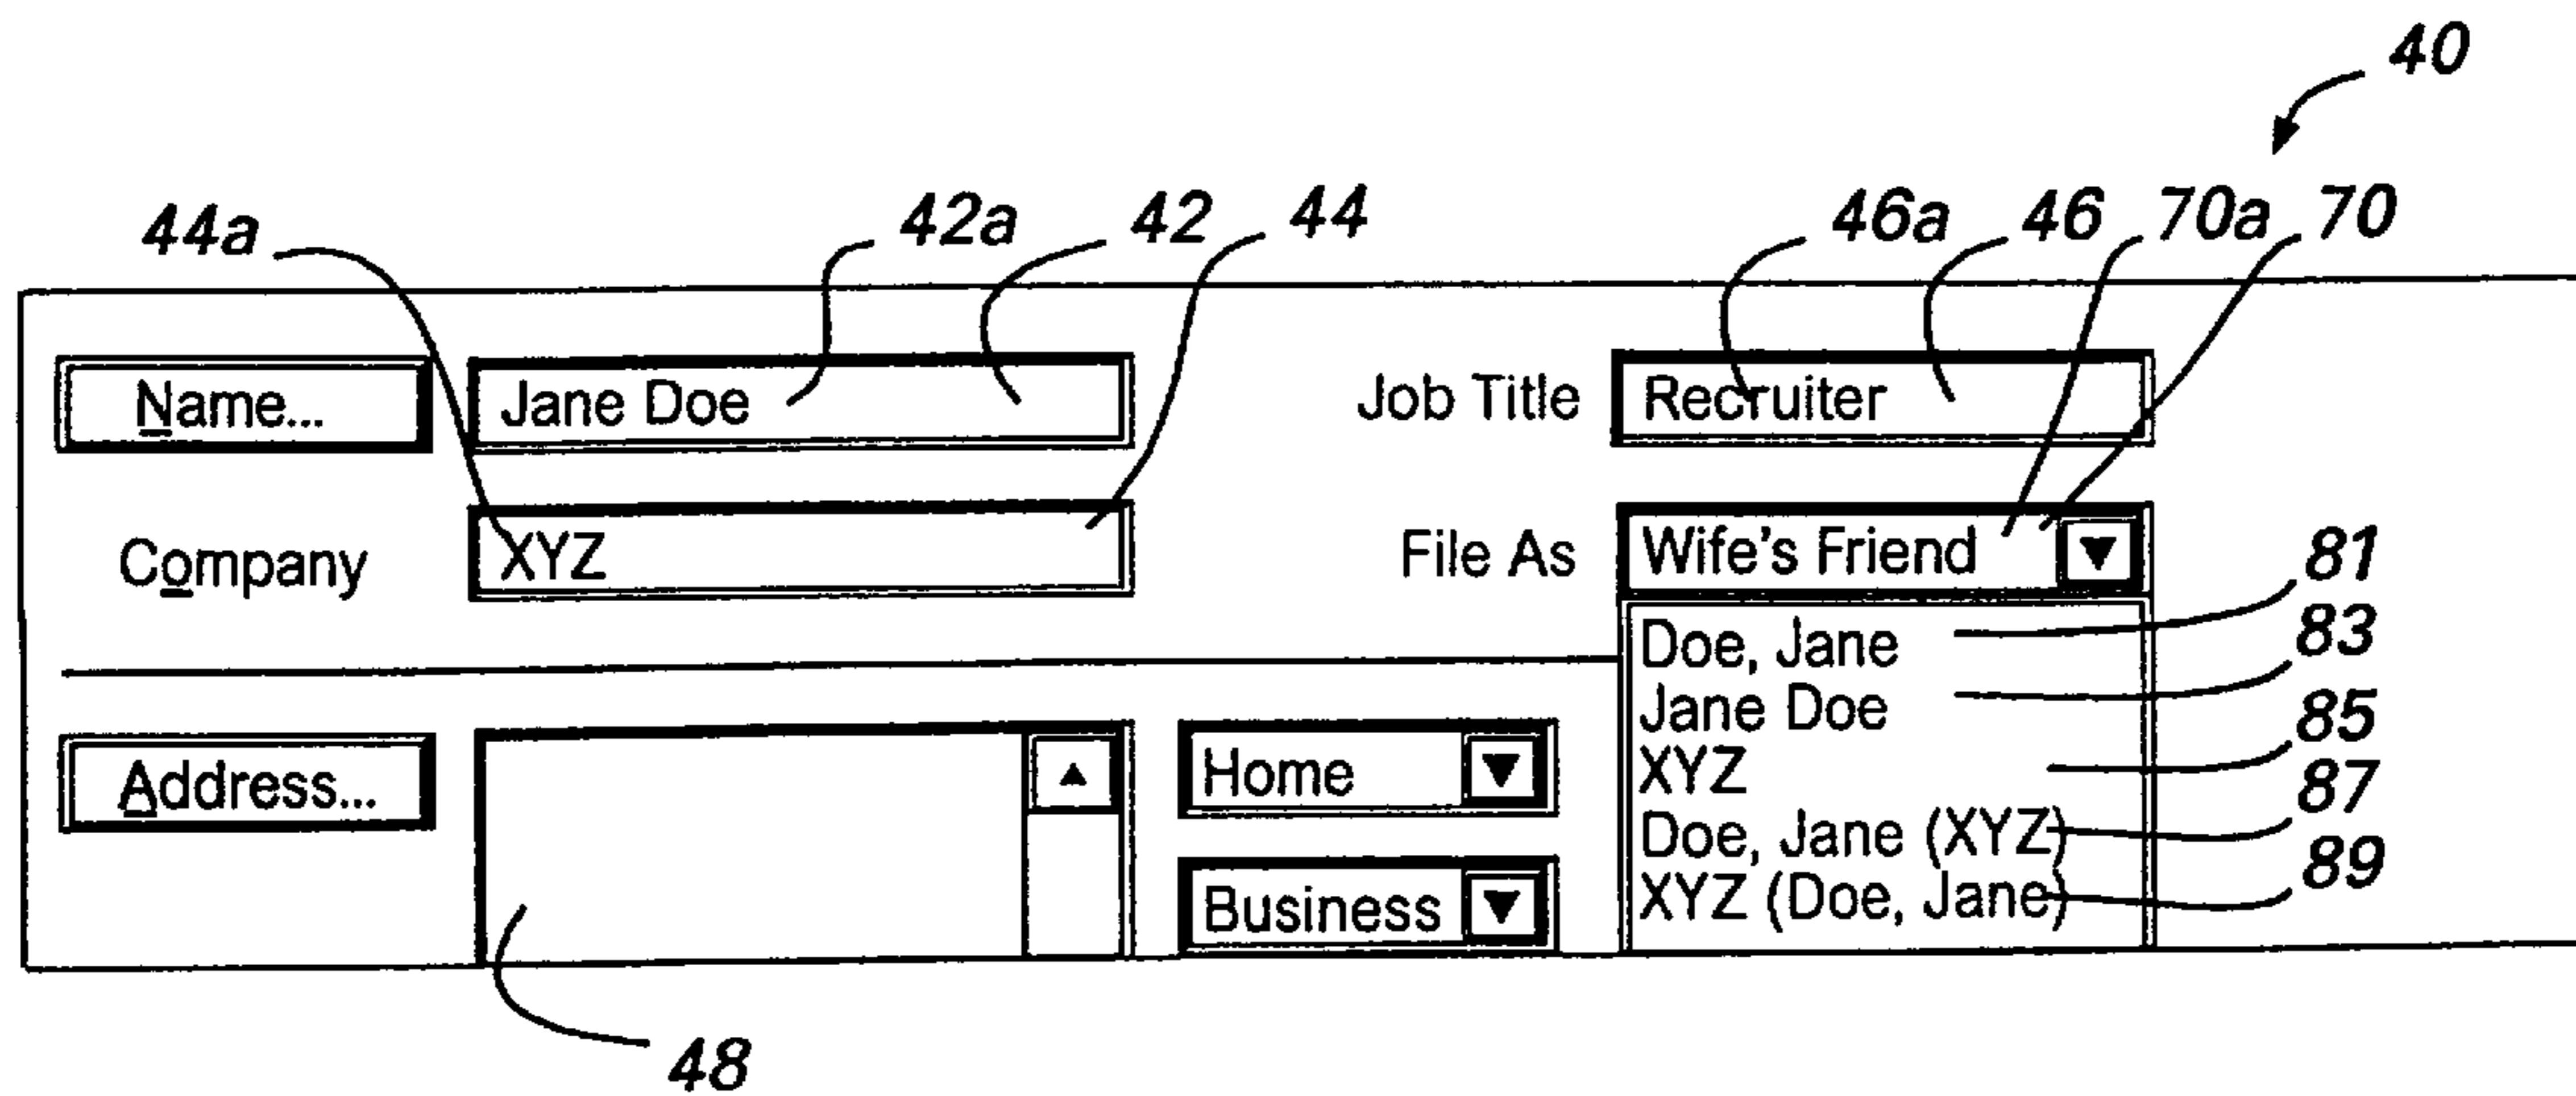 40
44a 42a 42 44 46a 46 70a 70
Name... Jane Doe Job Title Recruiter
Company XYZ File As Wife's Friend
81
Doe, Jane
83
Jane Doe
85
XYZ
87
Doe, Jane (XYZ)
89
XYZ (Doe, Jane)
Address... Home
Business
48